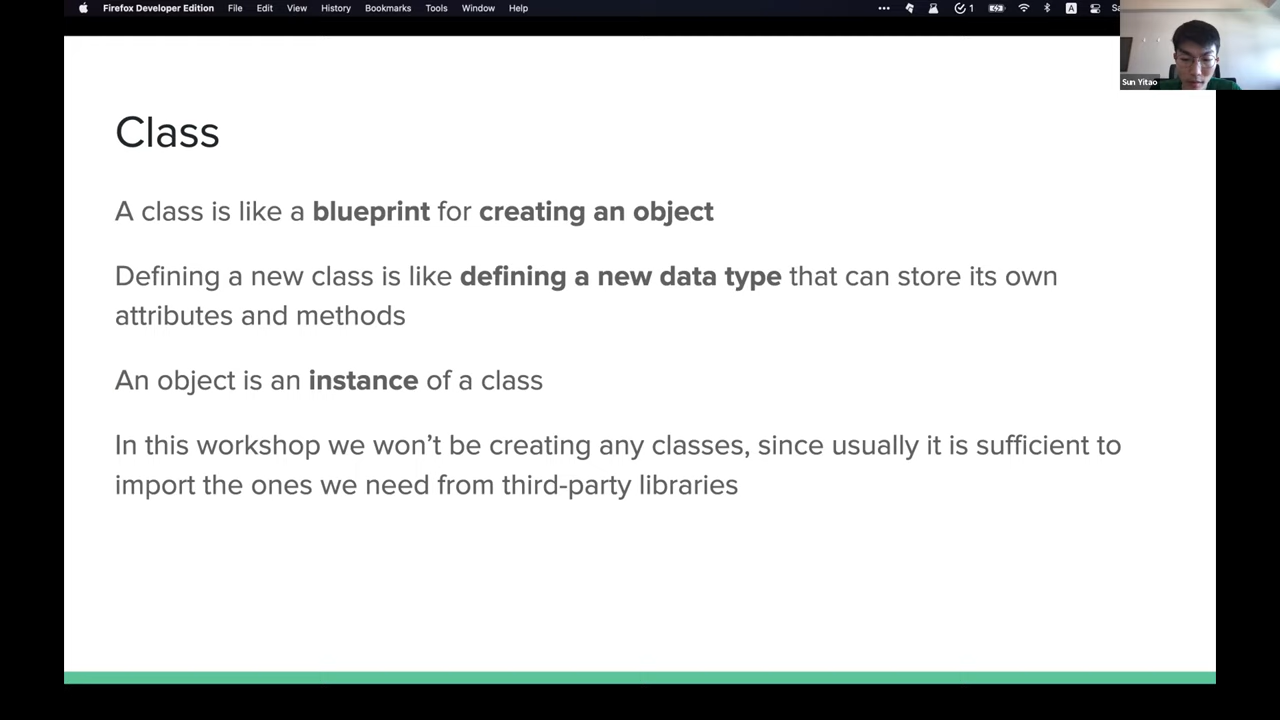 Firefox Developer Edition File Edit View History Bookmarks Tools Window Help
1
A
Sun Yitao
Class
A class is like a blueprint for creating an object
Defining a new class is like defining a new data type that can store its own
attributes and methods
An object is an instance of a class
In this workshop we won’t be creating any classes, since usually it is sufficient to
import the ones we need from third-party libraries